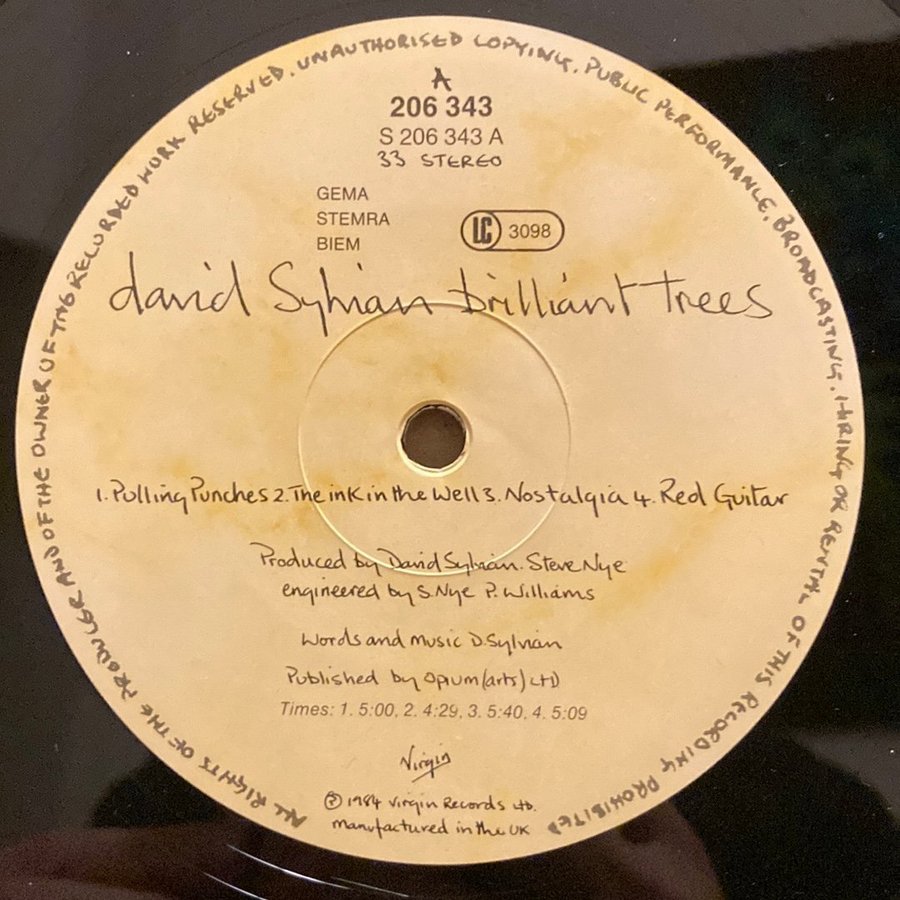 A
206 343
S 206 343 A
33 STEREO
GEMA
STEMRA
BIEM
LC 3098
david Sylvian brilliant trees
1. Pulling Punches 2. The ink in the Well 3. Nostalgia 4. Red Guitar
Produced by David Sylvian. Steve Nye
engineered by S. Nye P. Williams
Words and music D. Sylvian
Published by Opium (arts) LTD
Times: 1. 5:00, 2. 4:29, 3. 5:40, 4. 5:09
Virgin
℗ 1984 Virgin Records Ltd.
manufactured in the UK
ALL RIGHTS OF THE PRODUCER AND OF THE OWNER OF THE RECORDED WORK RESERVED. UNAUTHORISED COPYING, PUBLIC PERFORMANCE, BROADCASTING, HIRING OR RENTAL OF THIS RECORDING PROHIBITED